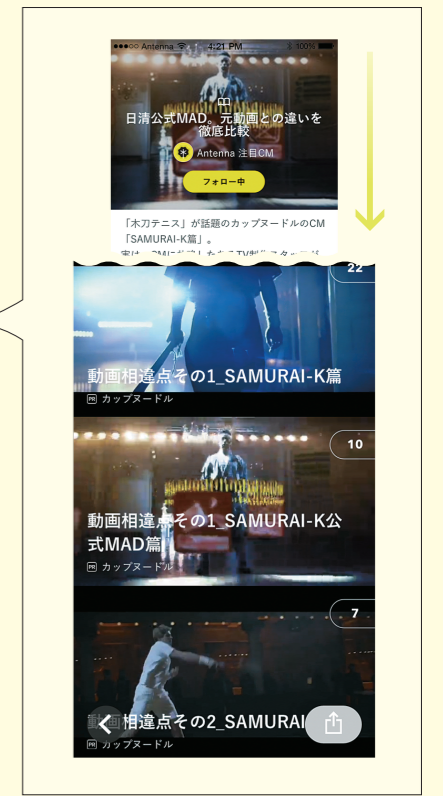 Antenna 4:21 PM 100%
日清公式MAD。元動画との違いを
徹底比較
Antenna 注目CM
フォロー中
「木刀テニス」が話題のカップヌードルのCM
「SAMURAI-K篇」。
22
動画相違点その1_SAMURAI-K篇
PR カップヌードル
10
動画相違点その1_SAMURAI-K公
式MAD篇
PR カップヌードル
7
動画相違点その2_SAMURAI
PR カップヌードル